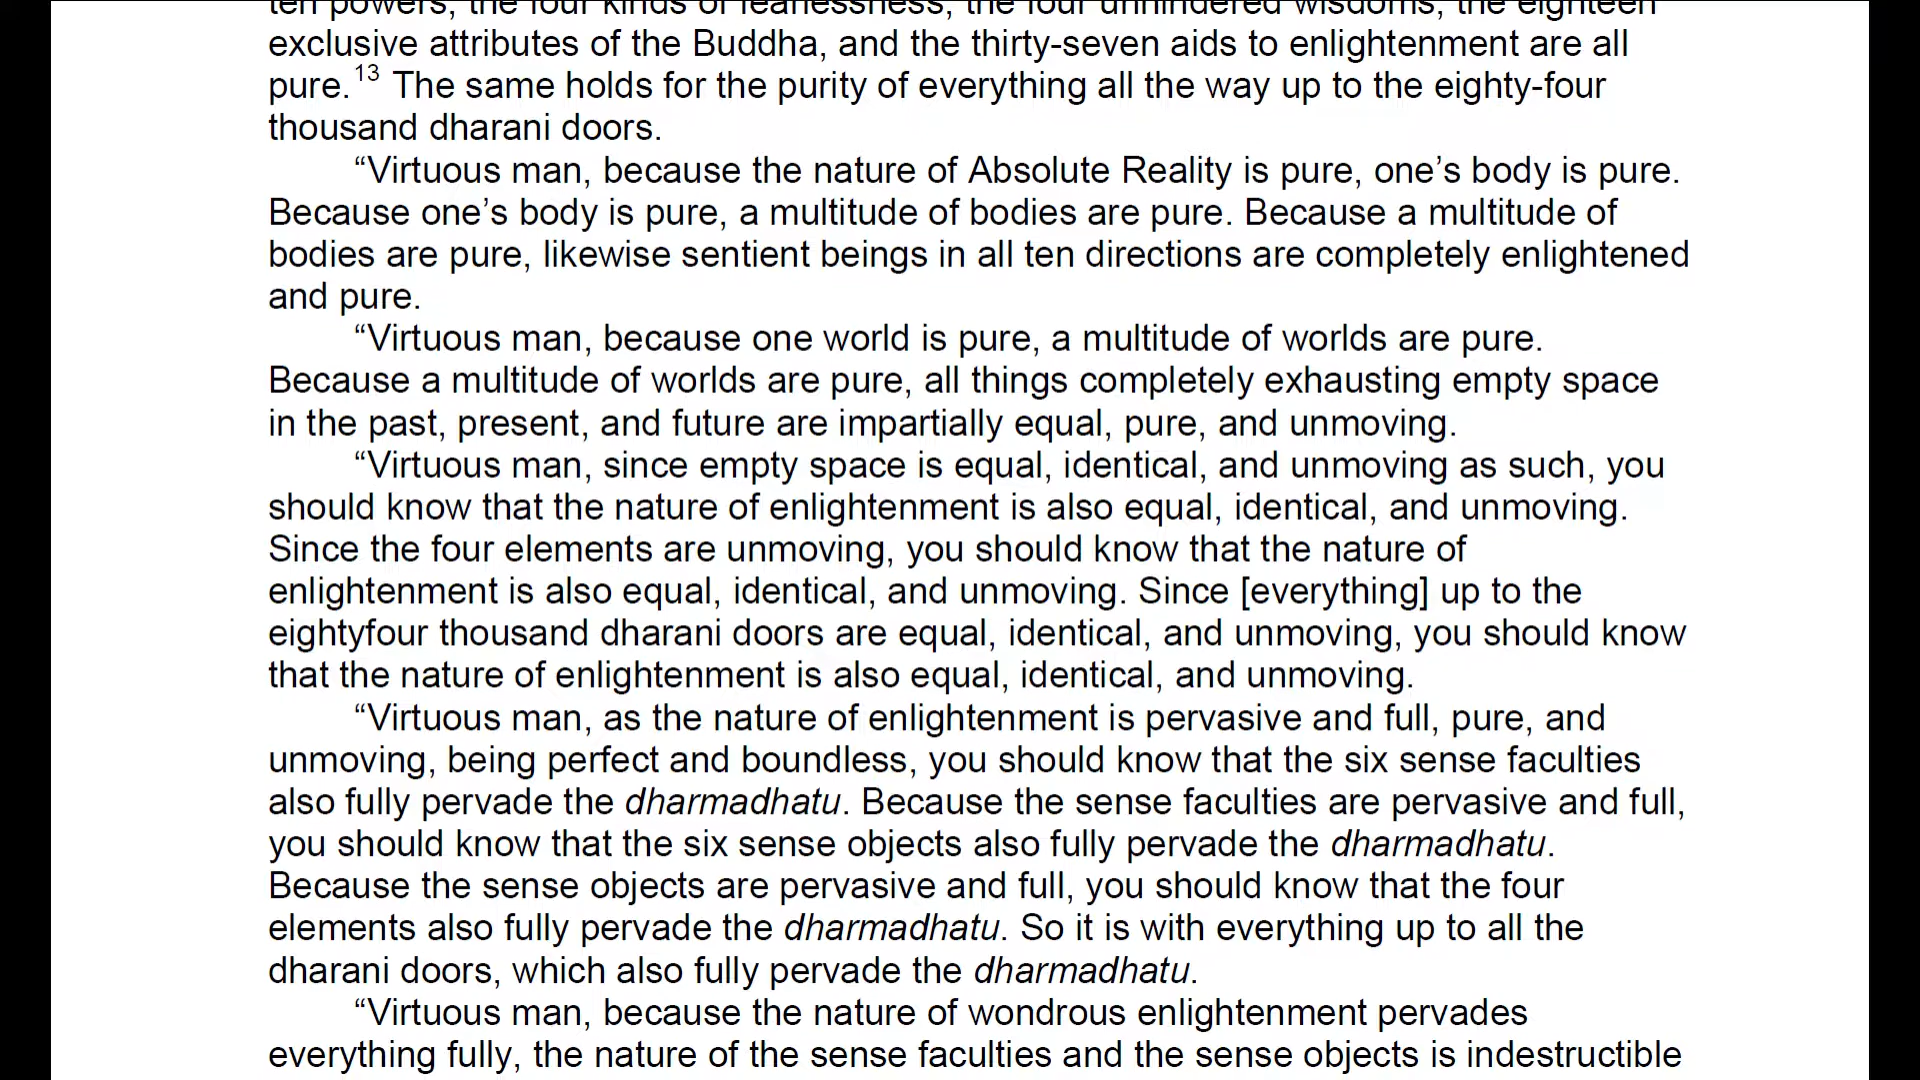 ten powers, the four kinds of fearlessness, the four unhindered wisdoms, the eighteen
exclusive attributes of the Buddha, and the thirty-seven aids to enlightenment are all
pure.13 The same holds for the purity of everything all the way up to the eighty-four
thousand dharani doors.
“Virtuous man, because the nature of Absolute Reality is pure, one’s body is pure.
Because one’s body is pure, a multitude of bodies are pure. Because a multitude of
bodies are pure, likewise sentient beings in all ten directions are completely enlightened
and pure.
“Virtuous man, because one world is pure, a multitude of worlds are pure.
Because a multitude of worlds are pure, all things completely exhausting empty space
in the past, present, and future are impartially equal, pure, and unmoving.
“Virtuous man, since empty space is equal, identical, and unmoving as such, you
should know that the nature of enlightenment is also equal, identical, and unmoving.
Since the four elements are unmoving, you should know that the nature of
enlightenment is also equal, identical, and unmoving. Since [everything] up to the
eightyfour thousand dharani doors are equal, identical, and unmoving, you should know
that the nature of enlightenment is also equal, identical, and unmoving.
“Virtuous man, as the nature of enlightenment is pervasive and full, pure, and
unmoving, being perfect and boundless, you should know that the six sense faculties
also fully pervade the dharmadhatu. Because the sense faculties are pervasive and full,
you should know that the six sense objects also fully pervade the dharmadhatu.
Because the sense objects are pervasive and full, you should know that the four
elements also fully pervade the dharmadhatu. So it is with everything up to all the
dharani doors, which also fully pervade the dharmadhatu.
“Virtuous man, because the nature of wondrous enlightenment pervades
everything fully, the nature of the sense faculties and the sense objects is indestructible